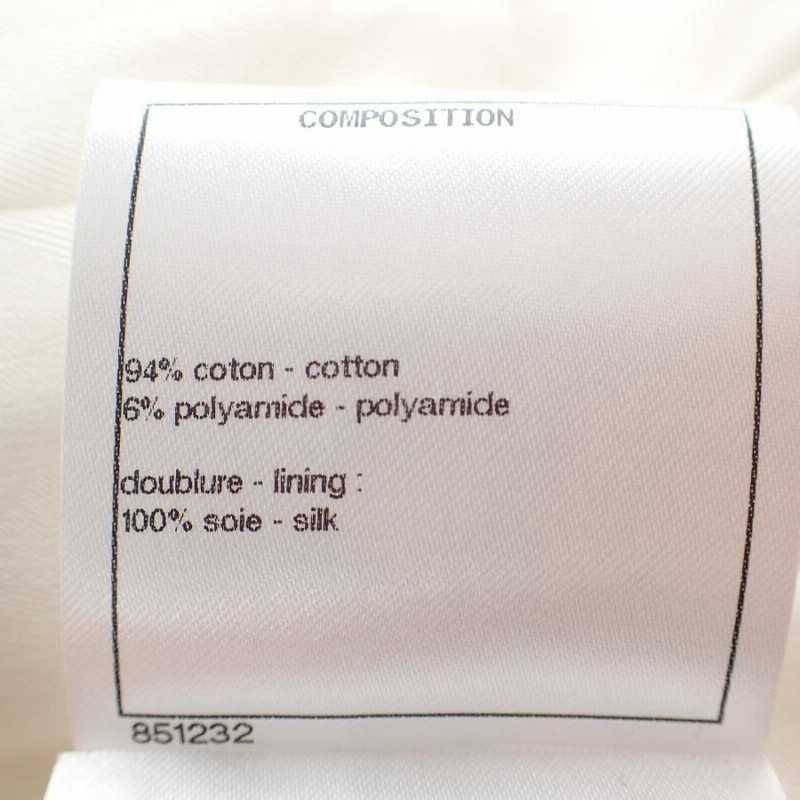 COMPOSITION
94% coton - cotton
6% polyamide - polyamide
doublure - lining :
100% soie - silk
851232